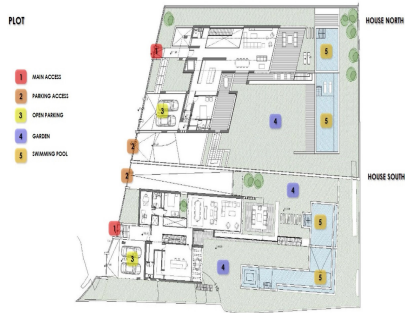 PLOT
HOUSE NORTH
1 MAIN ACCESS
2 PARKING ACCESS
3 OPEN PARKING
4 GARDEN
5 SWIMMING POOL
1
5
3
5
4
2
HOUSE SOUTH
2
4
1
5
3
4
5